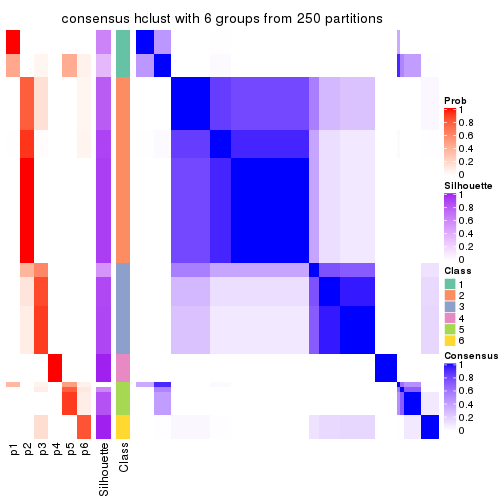 consensus hclust with 6 groups from 250 partitions
Prob
1
0.8
0.6
0.4
0.2
0
Silhouette
1
0.8
0.6
0.4
0.2
0
Class
1
2
3
4
5
6
Consensus
1
0.8
0.6
0.4
0.2
0
p1
p2
p3
p4
p5
p6
Silhouette
Class